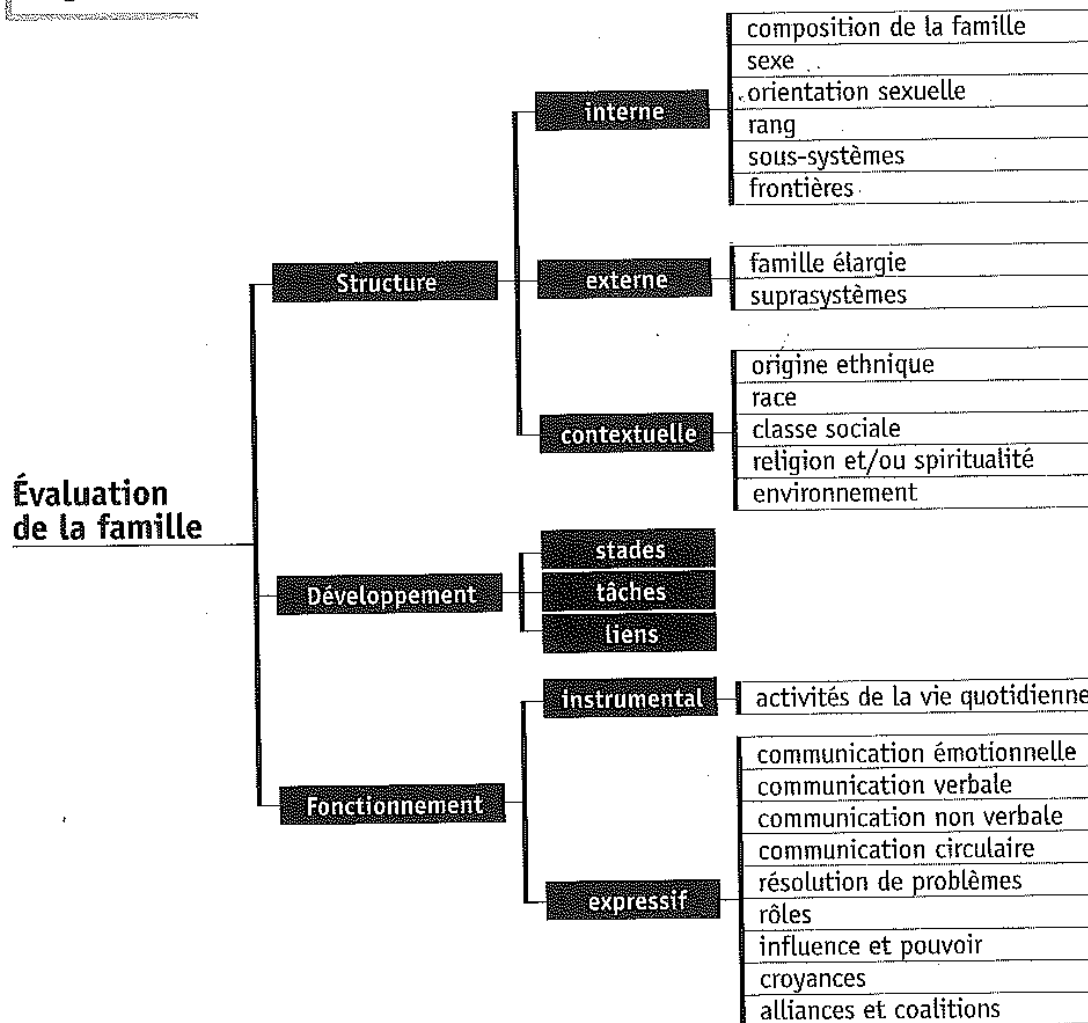 composition de la famille
sexe
orientation sexuelle
rang
sous-systèmes
frontières
interne
Structure
externe
famille élargie
suprasystèmes
contextuelle
origine ethnique
race
classe sociale
religion et/ou spiritualité
environnement
Évaluation
de la famille
Développement
stades
tâches
liens
Fonctionnement
instrumental
activités de la vie quotidienne
expressif
communication émotionnelle
communication verbale
communication non verbale
communication circulaire
résolution de problèmes
rôles
influence et pouvoir
croyances
alliances et coalitions